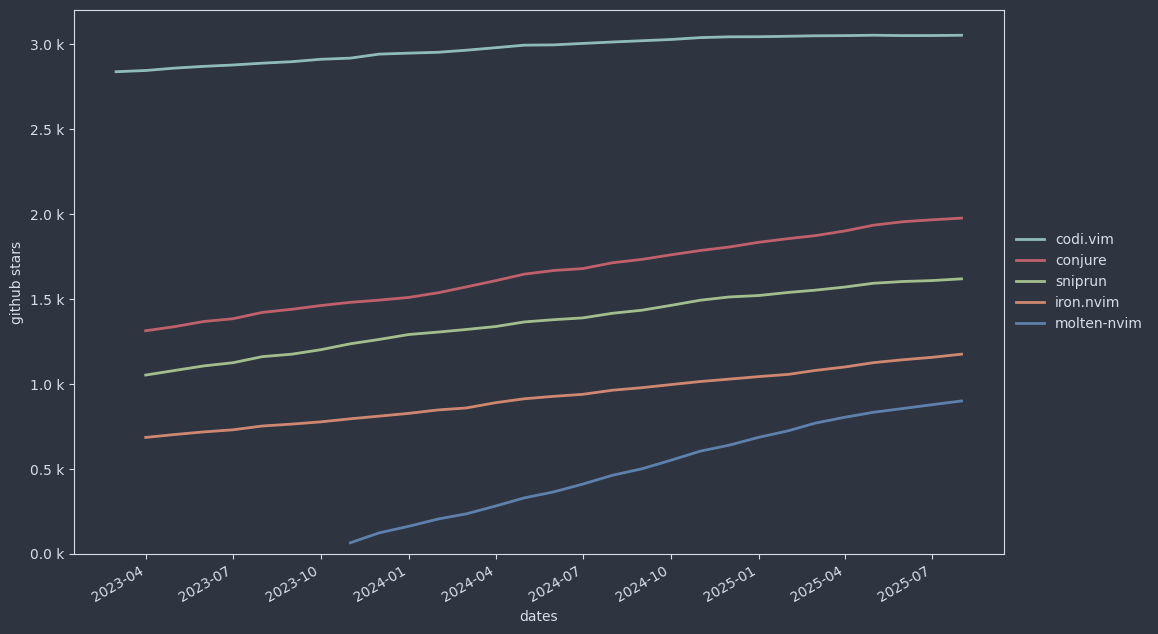 3.0 k
2.5 k
2.0 k
1.5 k
1.0 k
0.5 k
0.0 k
github stars
2023-04
2023-07
2023-10
2024-01
2024-04
2024-07
2024-10
2025-01
2025-04
2025-07
dates
codi.vim
conjure
sniprun
iron.nvim
molten-nvim